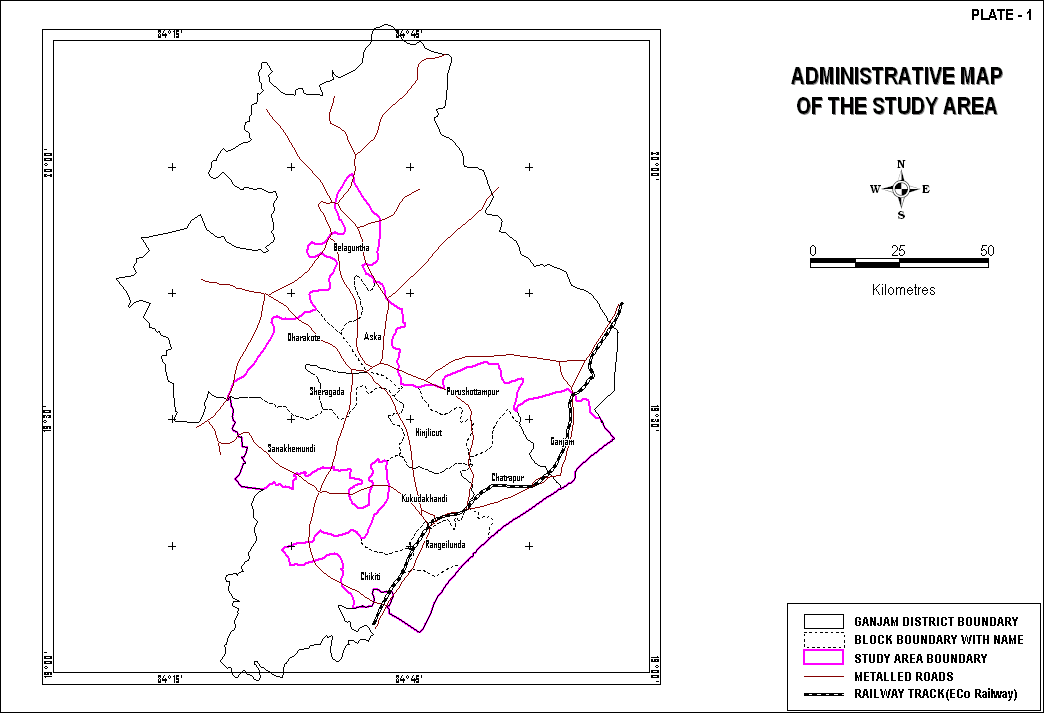 PLATE - 1
84°15' 84°45'
ADMINISTRATIVE MAP
OF THE STUDY AREA
20°00' 20°00'
N
W E
S
0 25 50
Kilometres
Belaguntha
Dharakote
Aska
Sheragada
Purushottampur
19°30' 19°30'
Hinjlicut
Ganjam
Sanakhemundi
Chatrapur
Kukudakhandi
Rangeilunda
Chikiti
19°00' 19°00'
84°15' 84°45'
GANJAM DISTRICT BOUNDARY
BLOCK BOUNDARY WITH NAME
STUDY AREA BOUNDARY
METALLED ROADS
RAILWAY TRACK(ECo Railway)